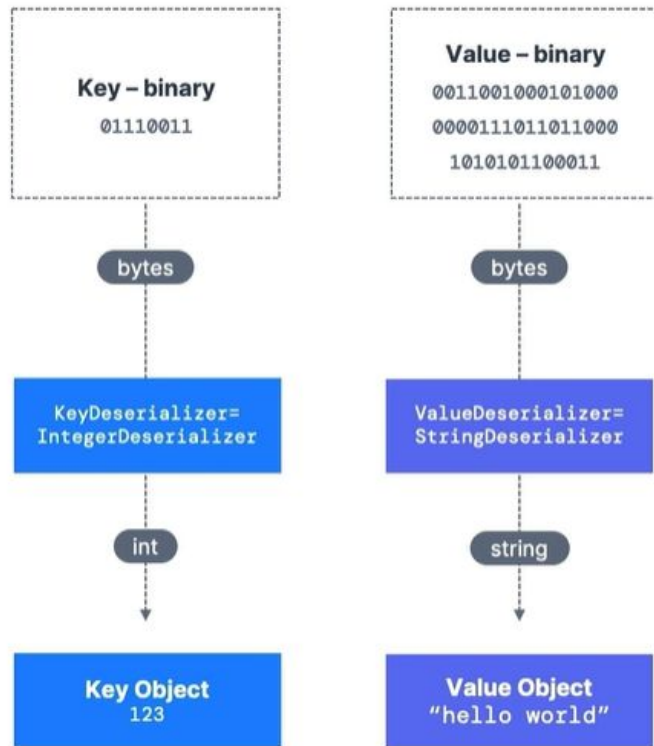 Key – binary
01110011
bytes
KeyDeserializer=
IntegerDeserializer
int
Key Object
123
Value – binary
0011001000101000
0000111011011000
1010101100011
bytes
ValueDeserializer=
StringDeserializer
string
Value Object
“hello world”